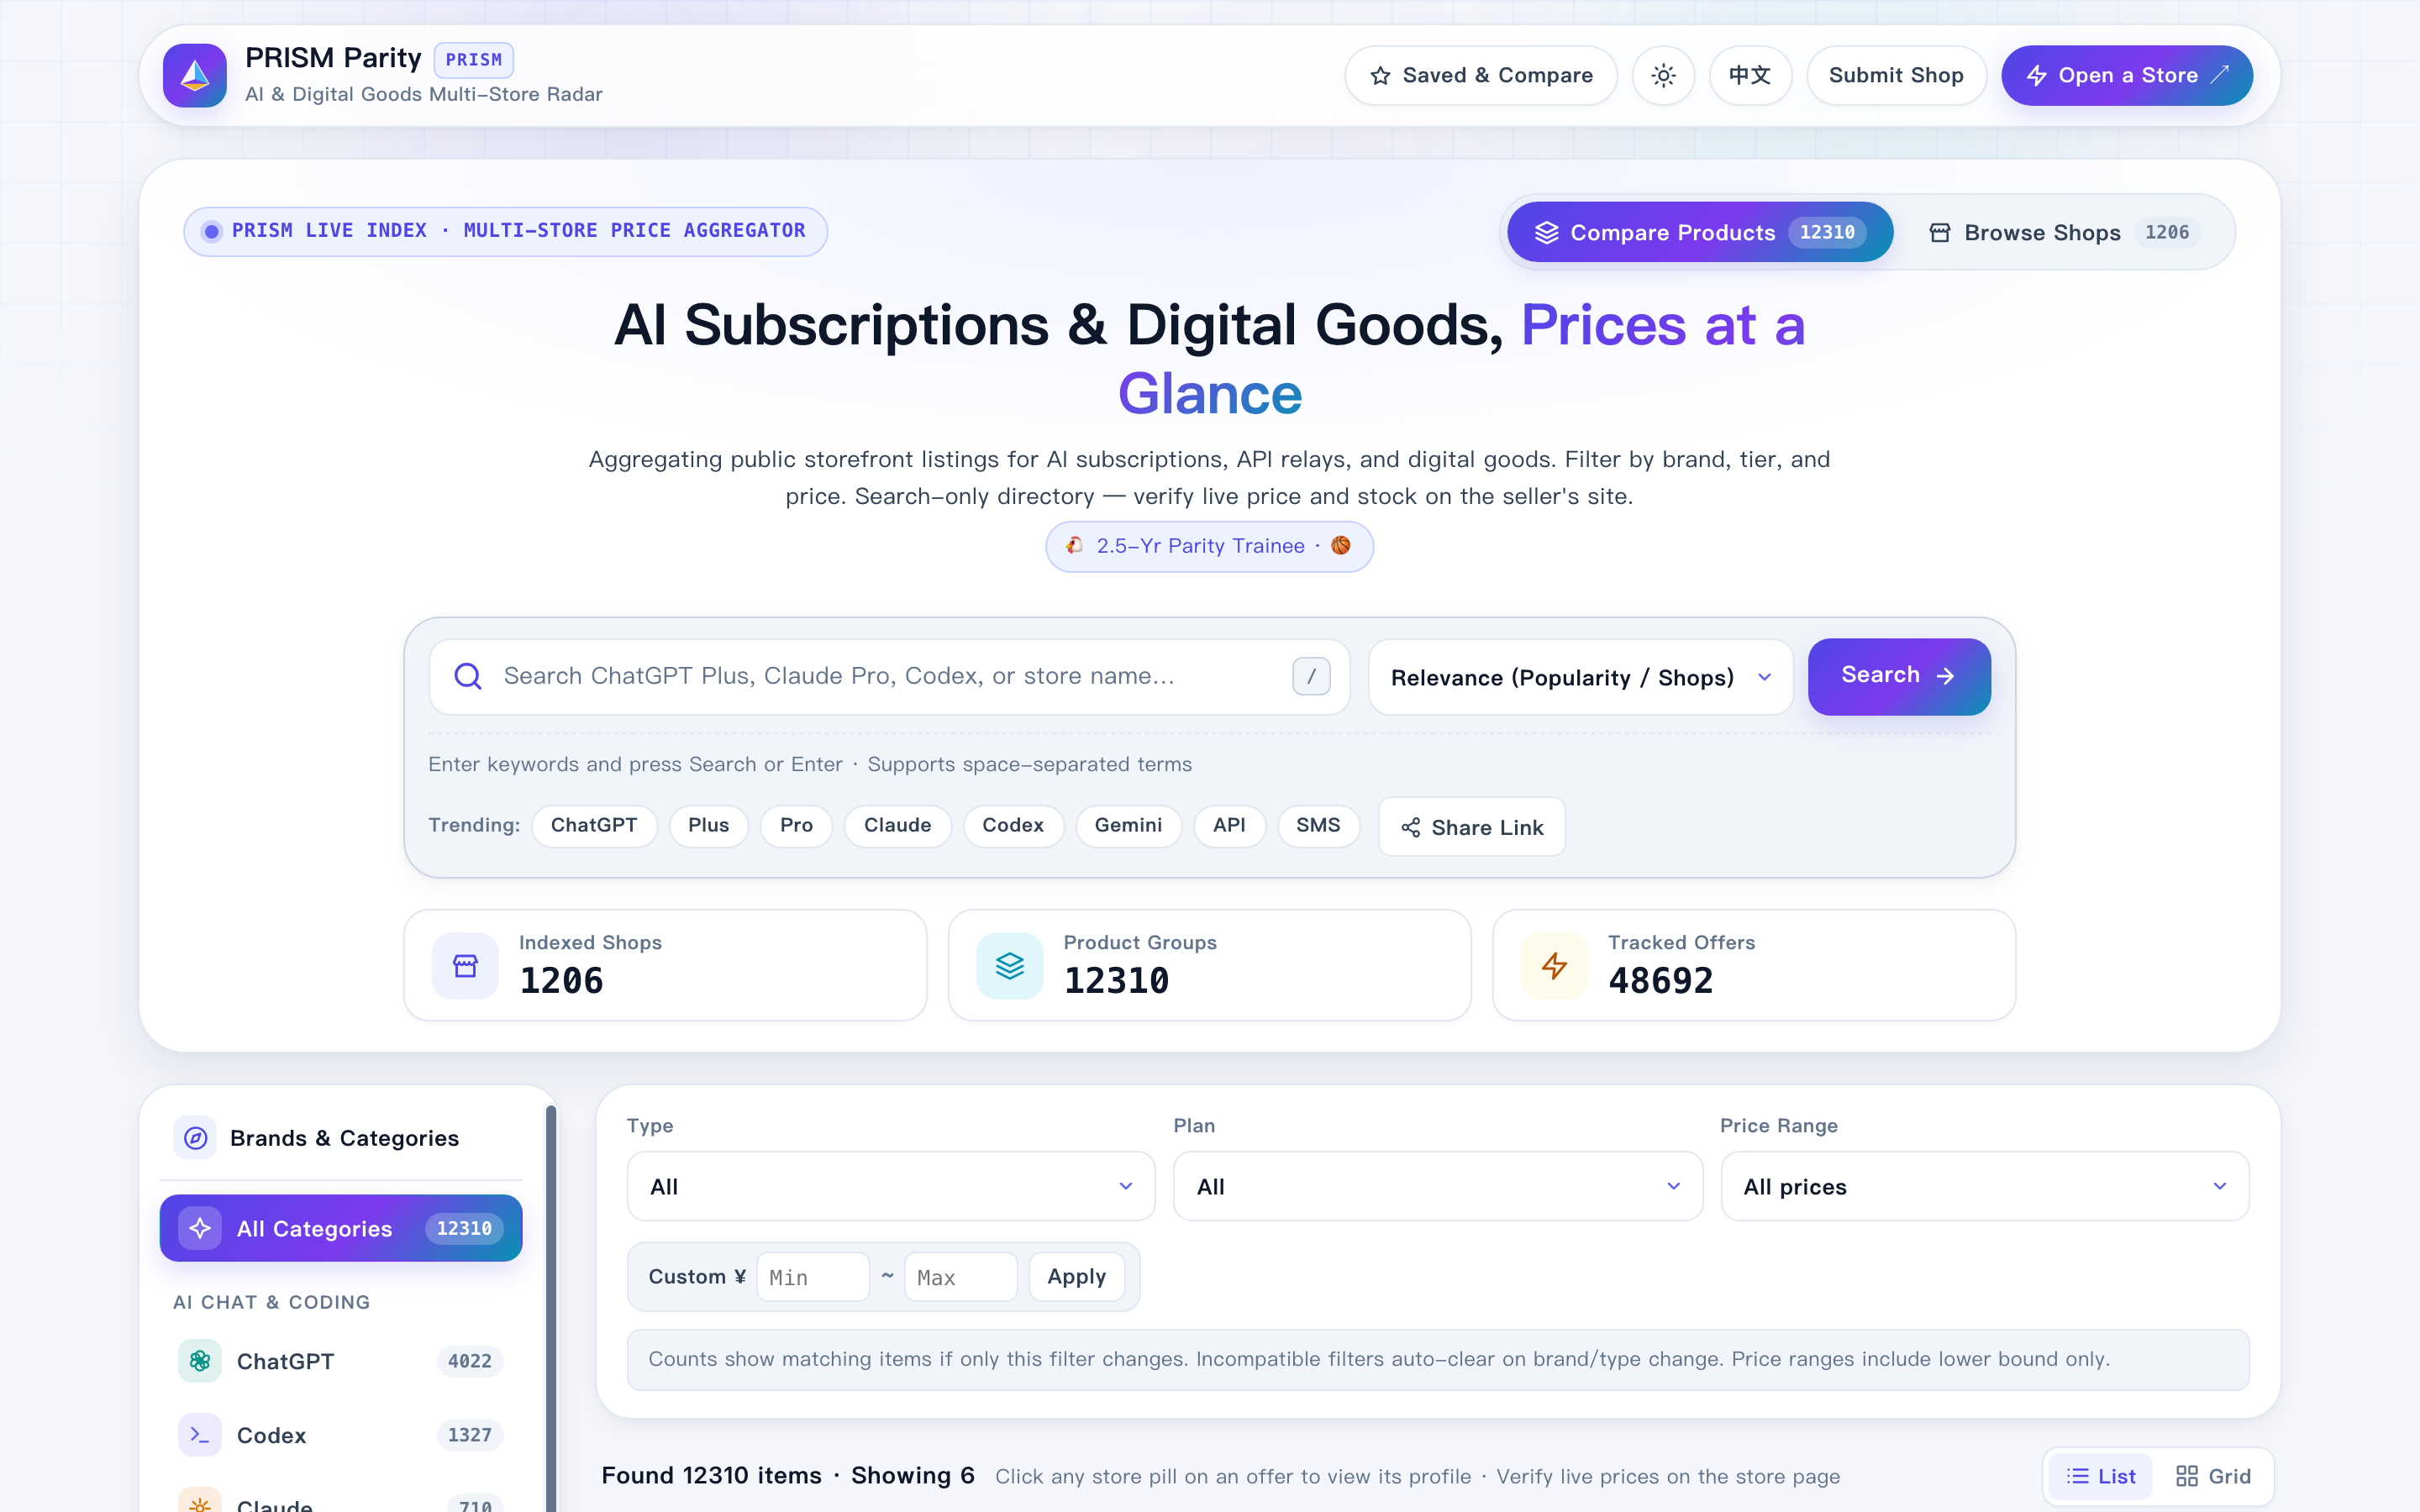 PRISM Parity PRISM
AI & Digital Goods Multi-Store Radar
Saved & Compare
中文
Submit Shop
Open a Store ↗
PRISM LIVE INDEX · MULTI-STORE PRICE AGGREGATOR
Compare Products 12310
Browse Shops 1206
AI Subscriptions & Digital Goods, Prices at a
Glance
Aggregating public storefront listings for AI subscriptions, API relays, and digital goods. Filter by brand, tier, and
price. Search-only directory — verify live price and stock on the seller's site.
🐔 2.5-Yr Parity Trainee · 🏀
Search ChatGPT Plus, Claude Pro, Codex, or store name...
/
Relevance (Popularity / Shops)
Search →
Enter keywords and press Search or Enter · Supports space-separated terms
Trending: ChatGPT Plus Pro Claude Codex Gemini API SMS Share Link
Indexed Shops
1206
Product Groups
12310
Tracked Offers
48692
Brands & Categories
All Categories 12310
AI CHAT & CODING
ChatGPT 4022
Codex 1327
Claude 710
Type
All
Plan
All
Price Range
All prices
Custom ¥ Min ~ Max Apply
Counts show matching items if only this filter changes. Incompatible filters auto-clear on brand/type change. Price ranges include lower bound only.
Found 12310 items · Showing 6 Click any store pill on an offer to view its profile · Verify live prices on the store page
List Grid